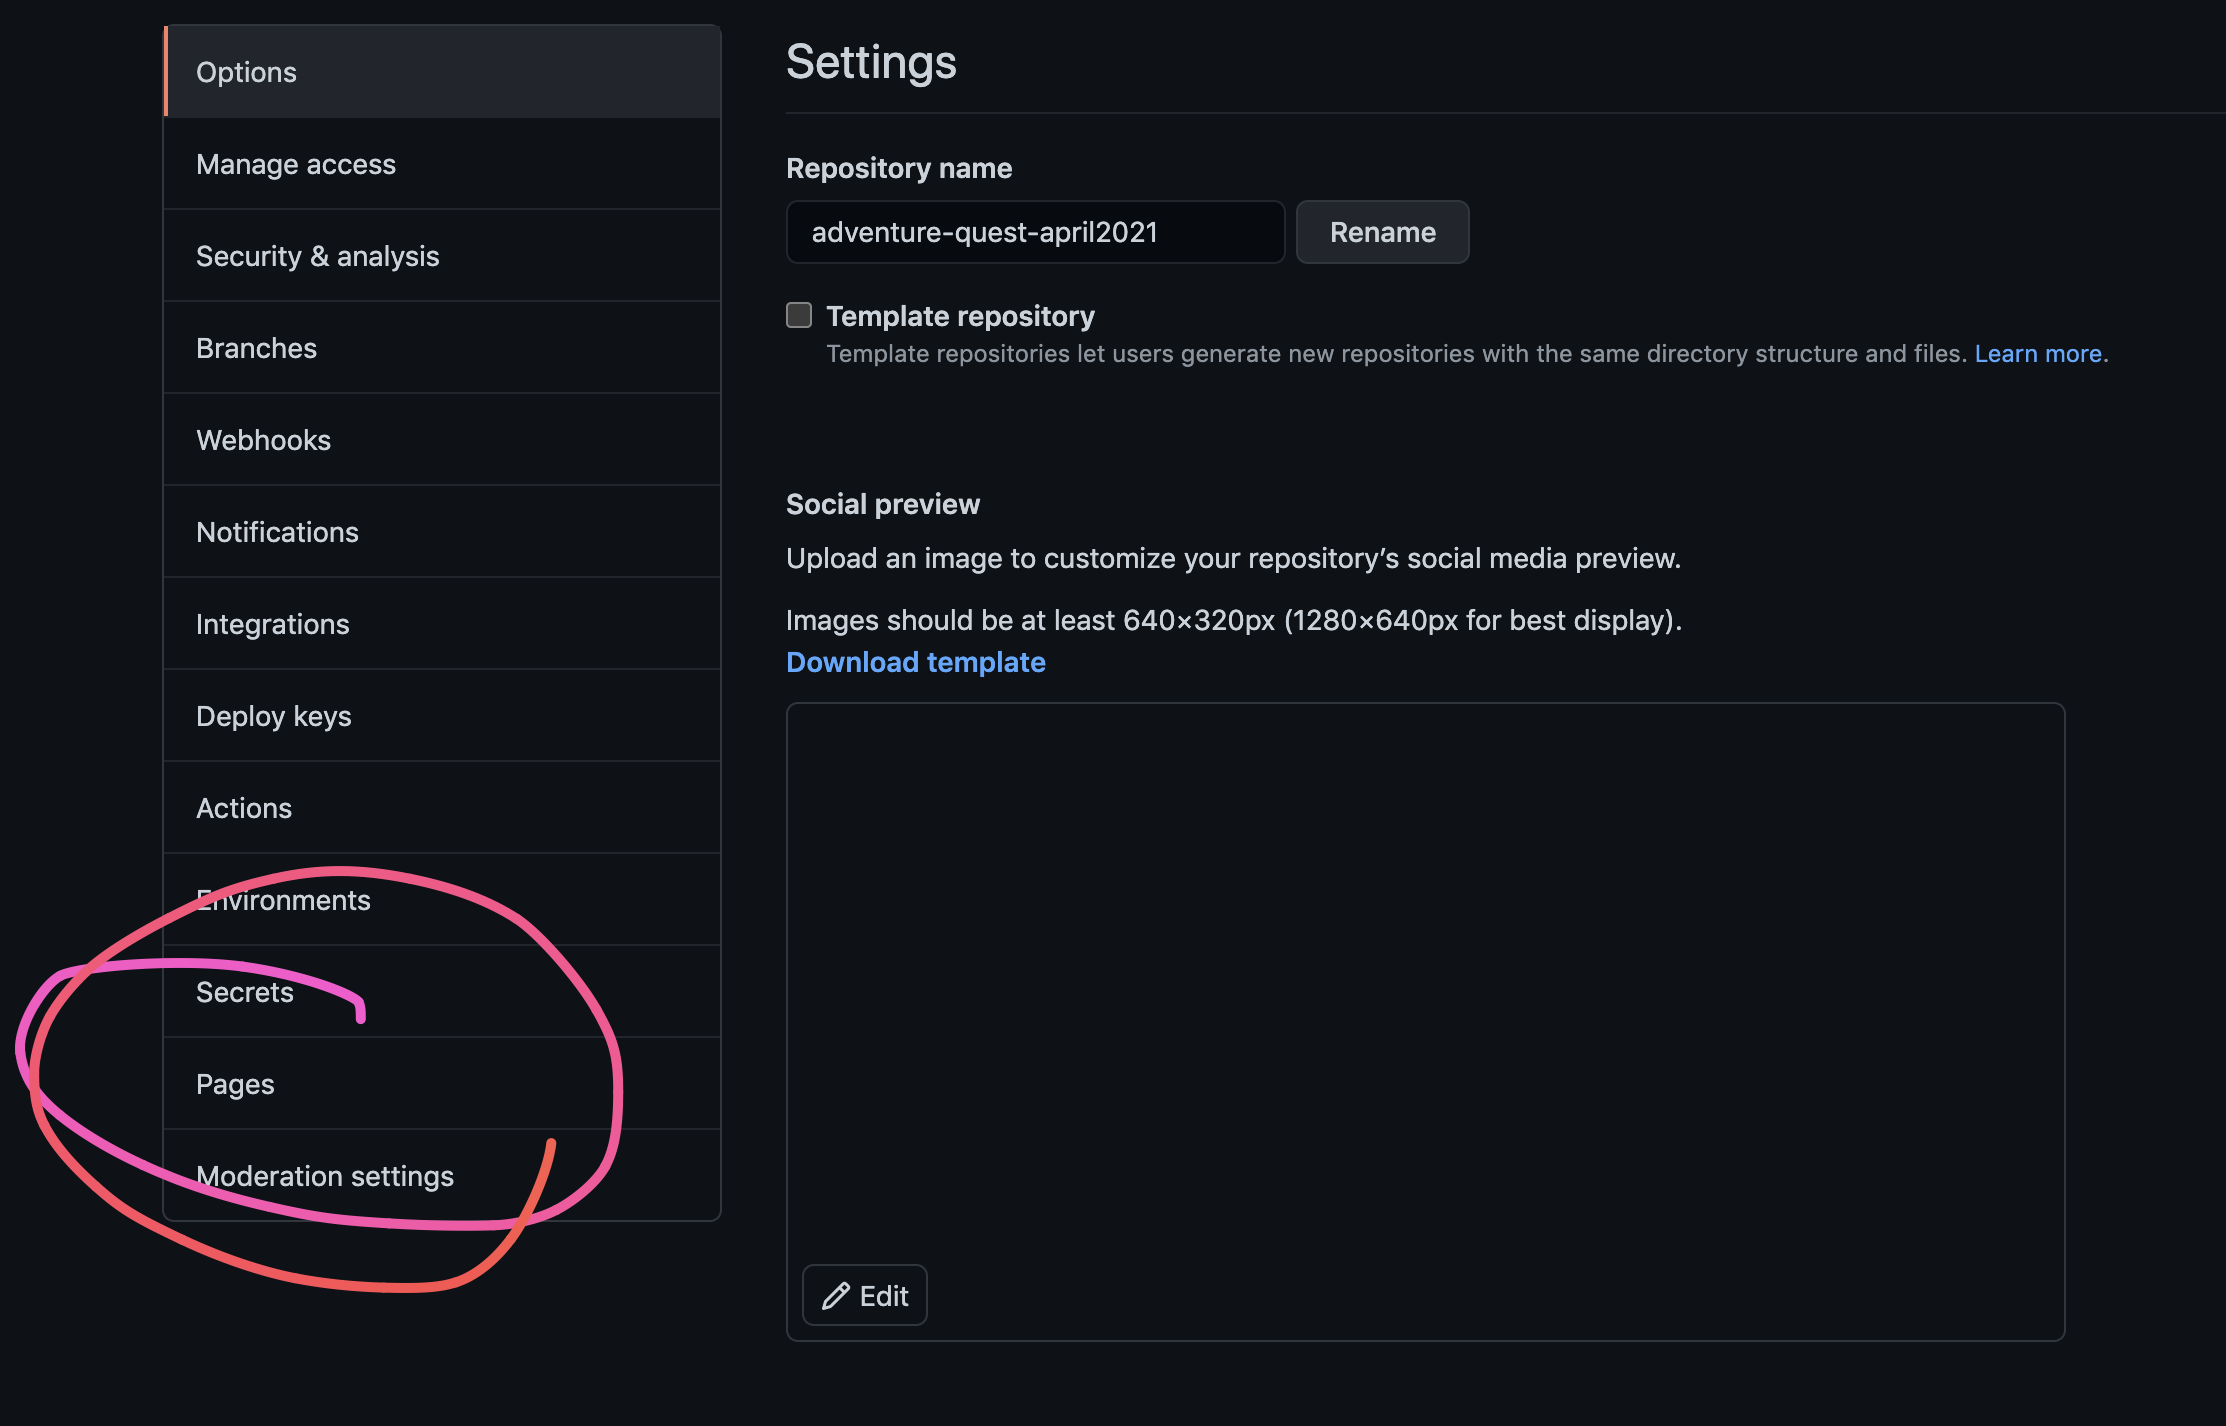 Options
Manage access
Security & analysis
Branches
Webhooks
Notifications
Integrations
Deploy keys
Actions
Environments
Secrets
Pages
Moderation settings
Settings
Repository name
adventure-quest-april2021 Rename
Template repository
Template repositories let users generate new repositories with the same directory structure and files. Learn more.
Social preview
Upload an image to customize your repository’s social media preview.
Images should be at least 640×320px (1280×640px for best display).
Download template
Edit